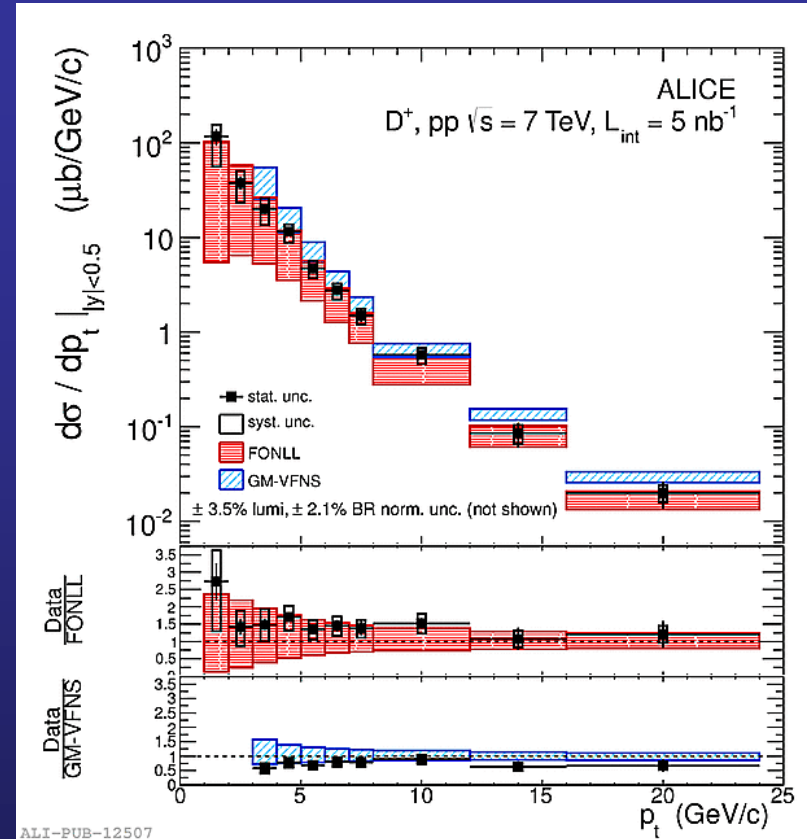 ALICE
D⁺, pp √s = 7 TeV, L_int = 5 nb⁻¹
dσ / dp_t |_|y|<0.5 (μb/GeV/c)
10³
10²
10
1
10⁻¹
10⁻²
stat. unc.
syst. unc.
FONLL
GM-VFNS
± 3.5% lumi, ± 2.1% BR norm. unc. (not shown)
Data
FONLL
3.5
3
2.5
2
1.5
1
0.5
Data
GM-VFNS
3.5
3
2.5
2
1.5
1
0.5
0
0 5 10 15 20 25
p_t (GeV/c)
ALI-PUB-12507